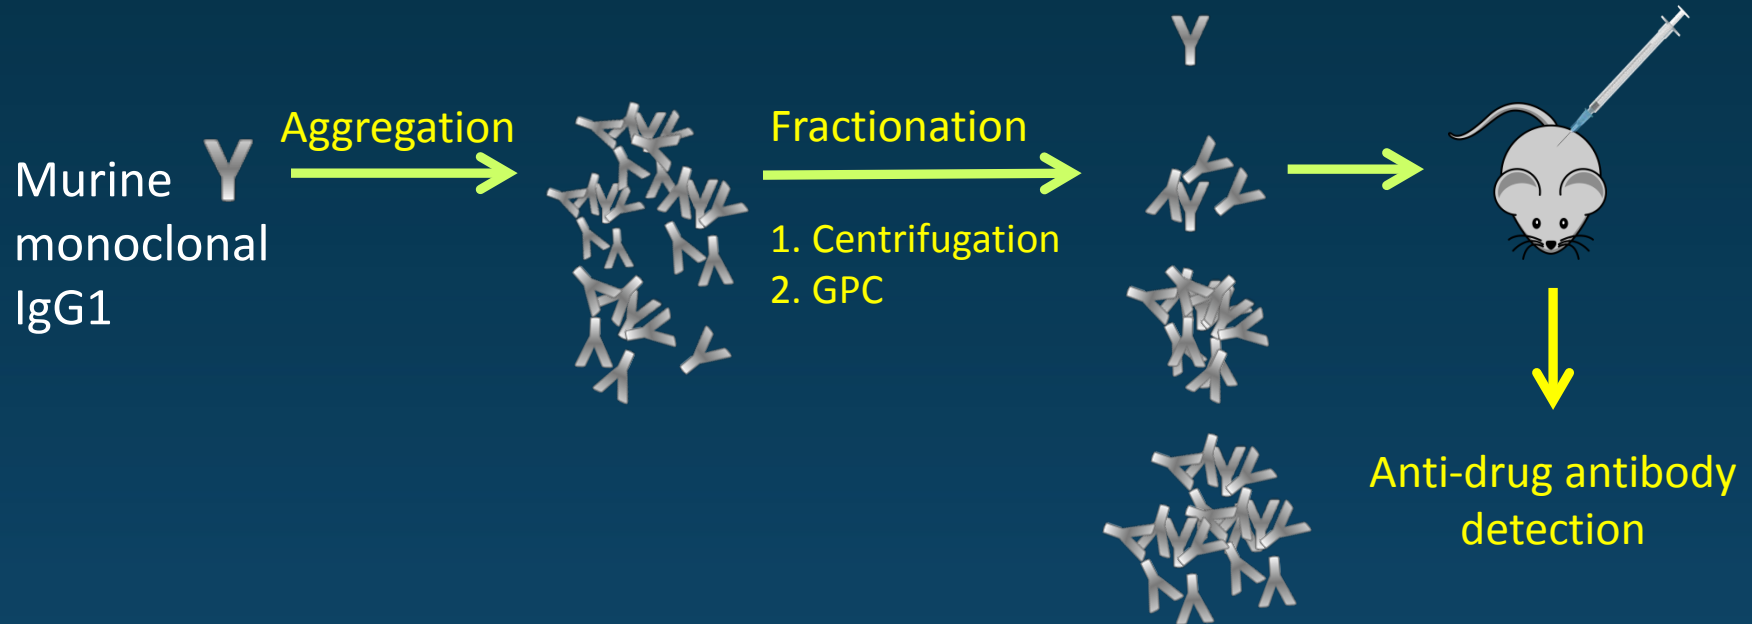 Murine
monoclonal
IgG1
Aggregation
Fractionation
1. Centrifugation
2. GPC
Anti-drug antibody
detection